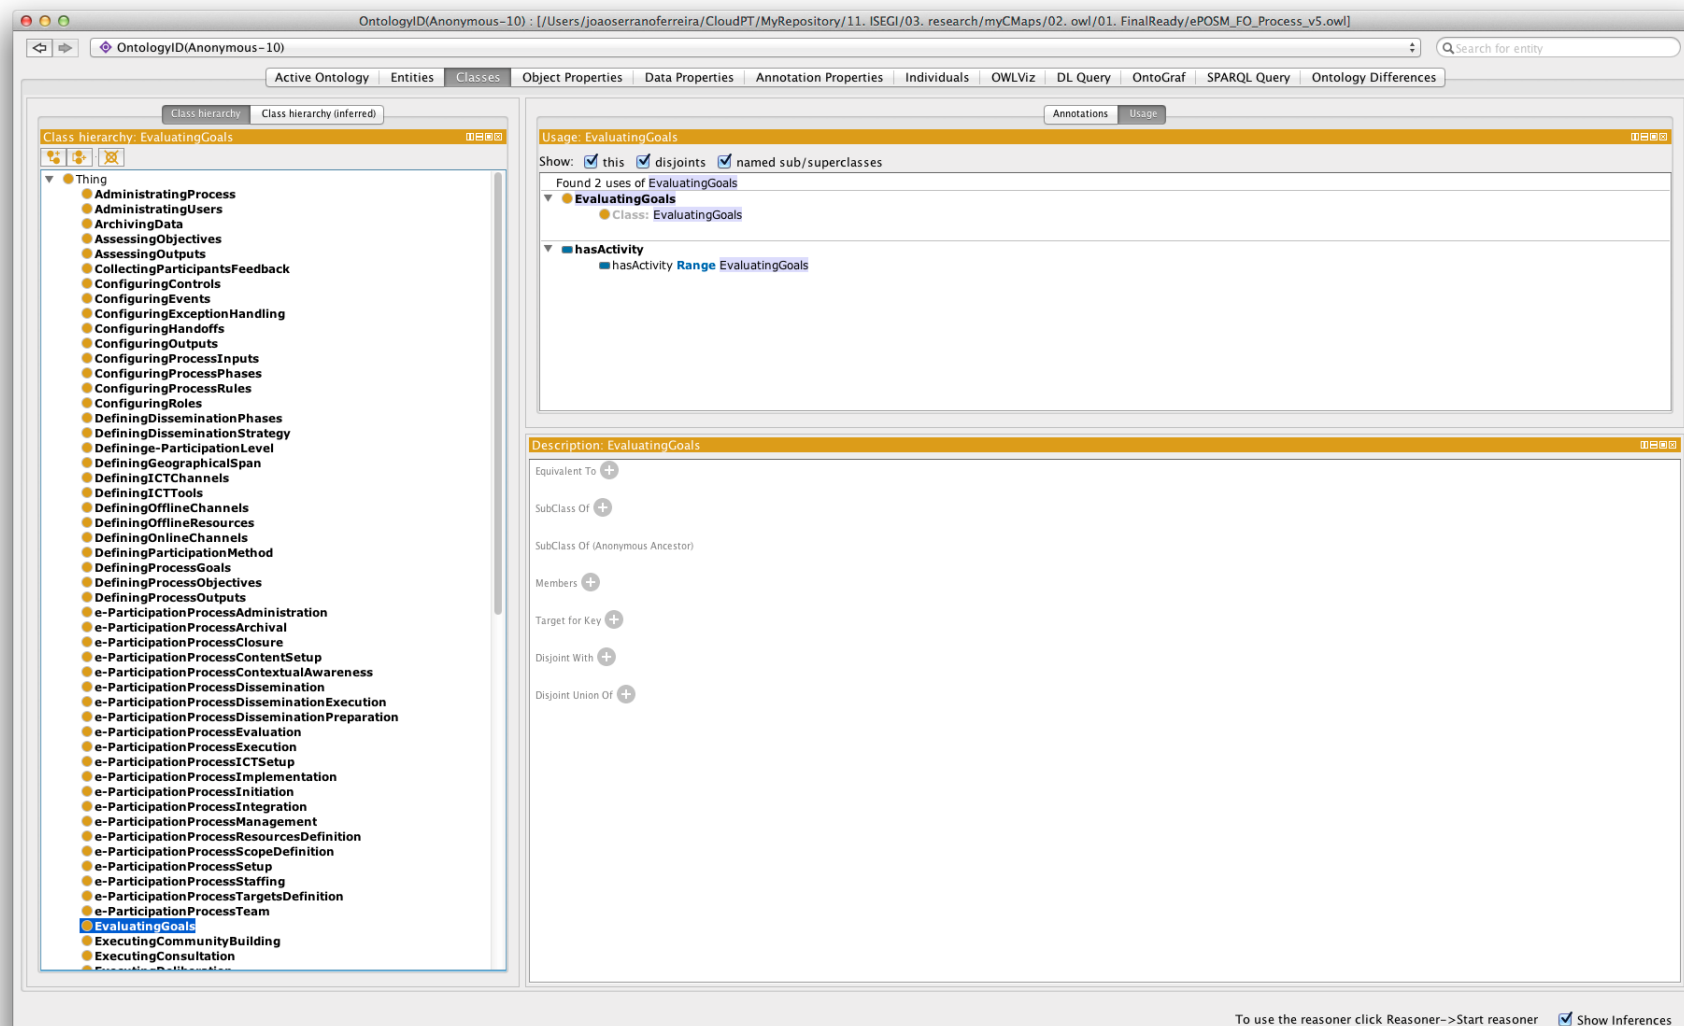 OntologyID(Anonymous-10) : [/Users/joaoserranoferreira/CloudPT/MyRepository/11. ISEGI/03. research/myCMaps/02. owl/01. FinalReady/ePOSM_FO_Process_v5.owl]
OntologyID(Anonymous-10)
Search for entity
Active Ontology Entities Classes Object Properties Data Properties Annotation Properties Individuals OWLViz DL Query OntoGraf SPARQL Query Ontology Differences
Class hierarchy Class hierarchy (inferred)
Class hierarchy: EvaluatingGoals
Thing
AdministratingProcess
AdministratingUsers
ArchivingData
AssessingObjectives
AssessingOutputs
CollectingParticipantsFeedback
ConfiguringControls
ConfiguringEvents
ConfiguringExceptionHandling
ConfiguringHandoffs
ConfiguringOutputs
ConfiguringProcessInputs
ConfiguringProcessPhases
ConfiguringProcessRules
ConfiguringRoles
DefiningDisseminationPhases
DefiningDisseminationStrategy
Defininge-ParticipationLevel
DefiningGeographicalSpan
DefiningICTChannels
DefiningICTTools
DefiningOfflineChannels
DefiningOfflineResources
DefiningOnlineChannels
DefiningParticipationMethod
DefiningProcessGoals
DefiningProcessObjectives
DefiningProcessOutputs
e-ParticipationProcessAdministration
e-ParticipationProcessArchival
e-ParticipationProcessClosure
e-ParticipationProcessContentSetup
e-ParticipationProcessContextualAwareness
e-ParticipationProcessDissemination
e-ParticipationProcessDisseminationExecution
e-ParticipationProcessDisseminationPreparation
e-ParticipationProcessEvaluation
e-ParticipationProcessExecution
e-ParticipationProcessICTSetup
e-ParticipationProcessImplementation
e-ParticipationProcessInitiation
e-ParticipationProcessIntegration
e-ParticipationProcessManagement
e-ParticipationProcessResourcesDefinition
e-ParticipationProcessScopeDefinition
e-ParticipationProcessSetup
e-ParticipationProcessStaffing
e-ParticipationProcessTargetsDefinition
e-ParticipationProcessTeam
EvaluatingGoals
ExecutingCommunityBuilding
ExecutingConsultation
ExecutingDeliberation
Annotations Usage
Usage: EvaluatingGoals
Show: this disjoints named sub/superclasses
Found 2 uses of EvaluatingGoals
EvaluatingGoals
Class: EvaluatingGoals
hasActivity
hasActivity Range EvaluatingGoals
Description: EvaluatingGoals
Equivalent To
SubClass Of
SubClass Of (Anonymous Ancestor)
Members
Target for Key
Disjoint With
Disjoint Union Of
To use the reasoner click Reasoner->Start reasoner Show Inferences